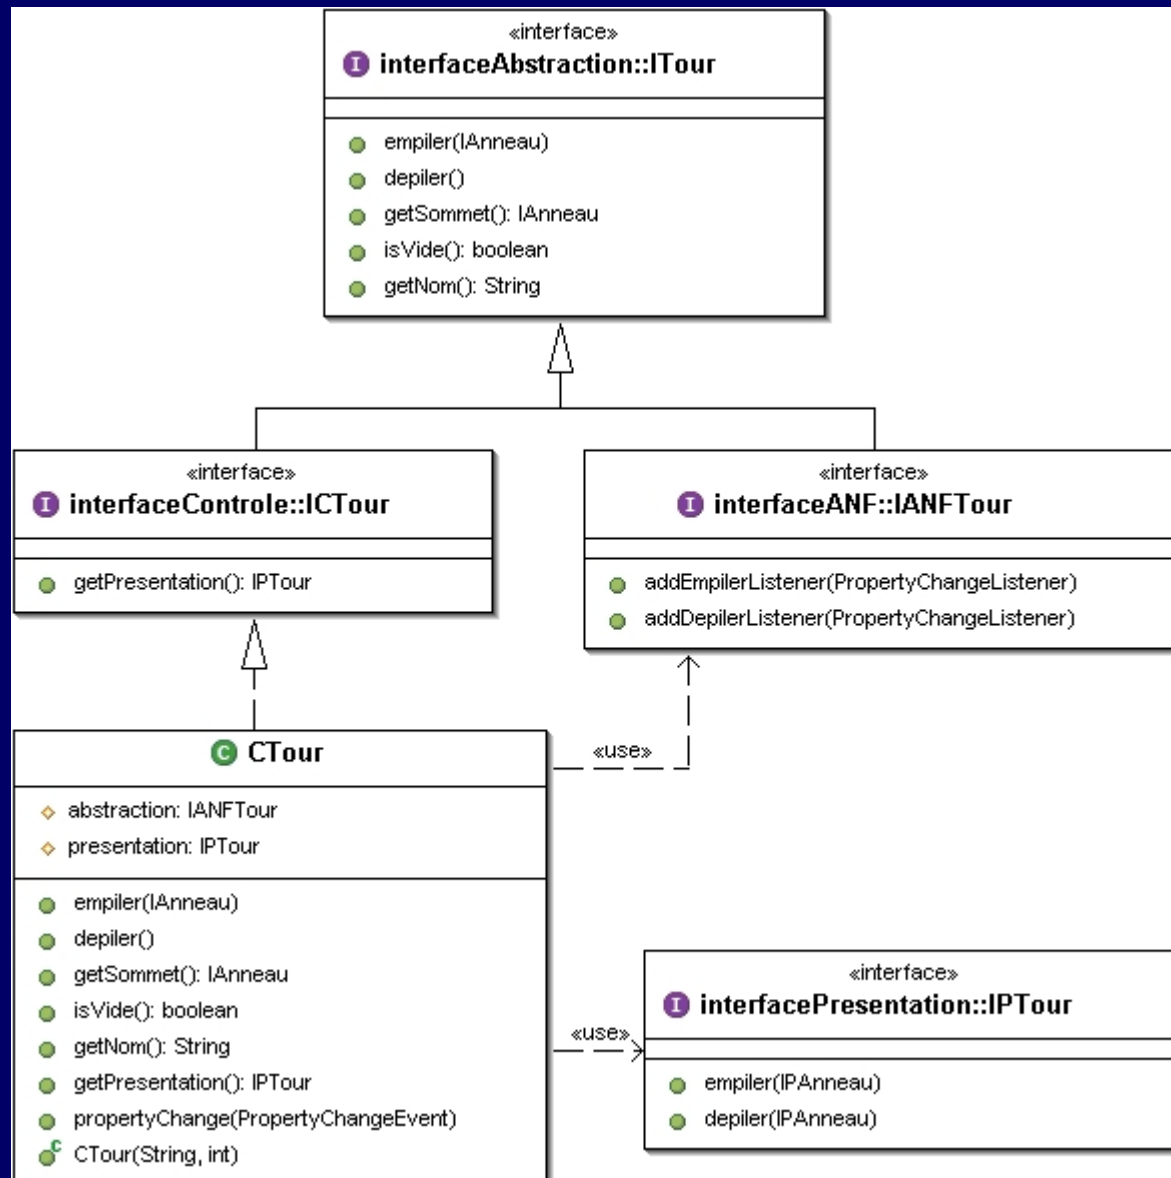 «interface»
I interfaceAbstraction::ITour
empiler(IAnneau)
depiler()
getSommet(): IAnneau
isVide(): boolean
getNom(): String
«interface»
I interfaceControle::ICTour
getPresentation(): IPTour
«interface»
I interfaceANF::IANFTour
addEmpilerListener(PropertyChangeListener)
addDepilerListener(PropertyChangeListener)
C CTour
abstraction: IANFTour
presentation: IPTour
empiler(IAnneau)
depiler()
getSommet(): IAnneau
isVide(): boolean
getNom(): String
getPresentation(): IPTour
propertyChange(PropertyChangeEvent)
C CTour(String, int)
«use»
«use»
«interface»
I interfacePresentation::IPTour
empiler(IPAnneau)
depiler(IPAnneau)